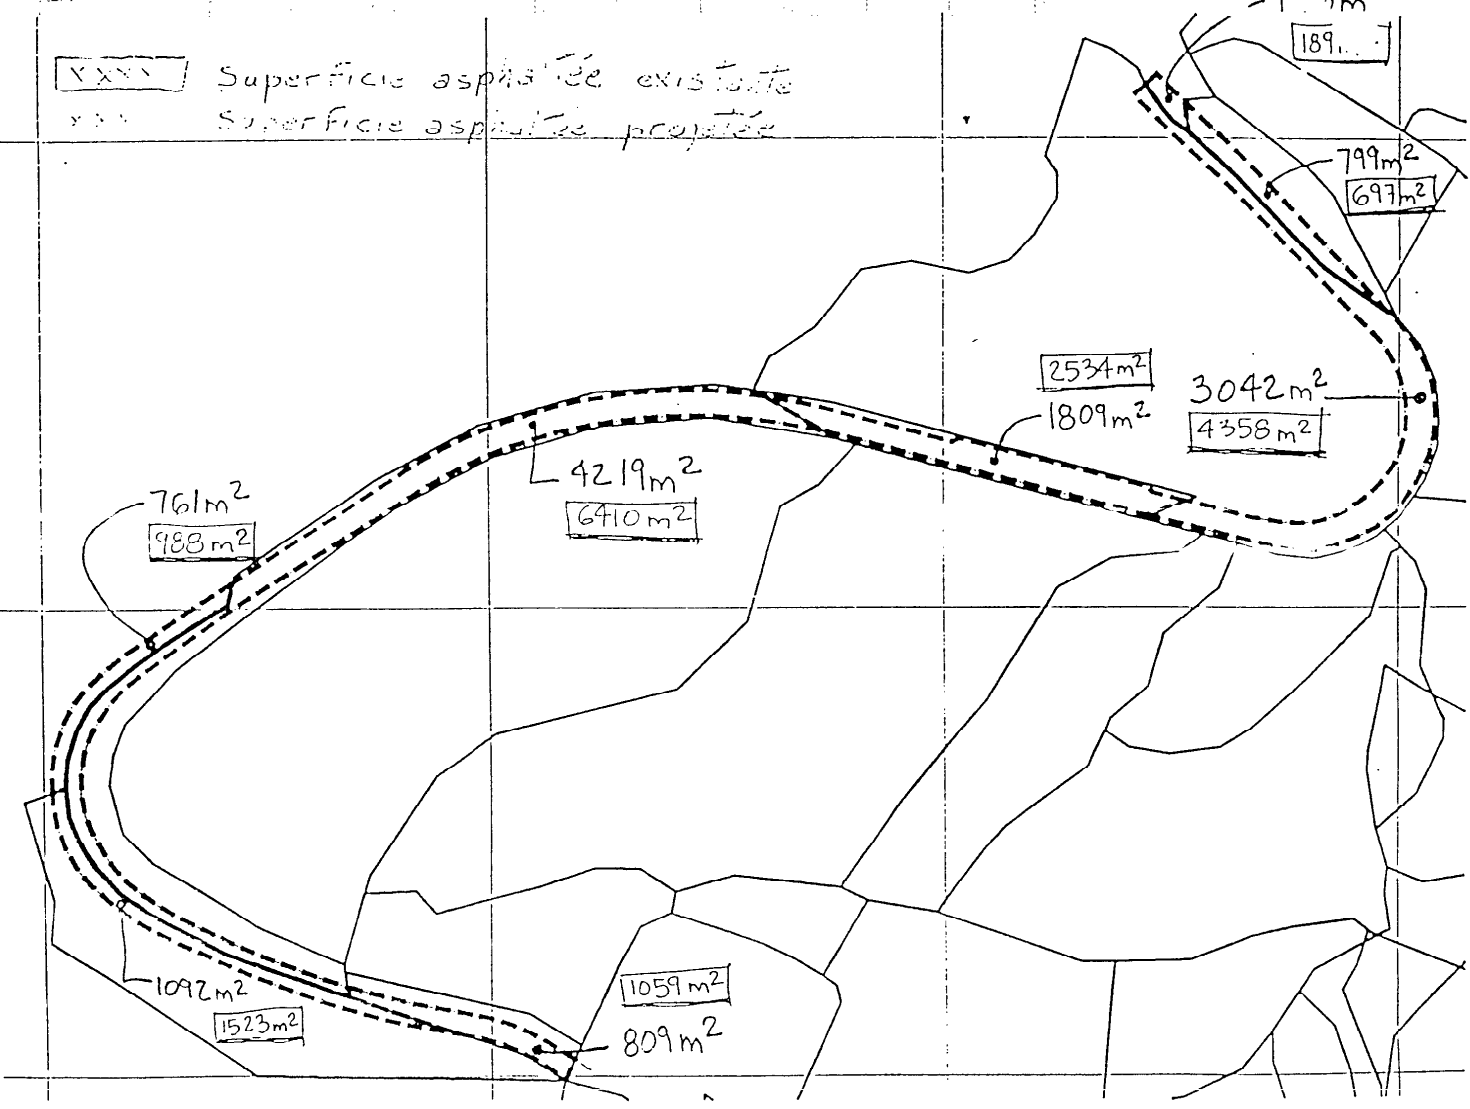 Superficie asphaltée existante
Superficie asphaltée projetée
799m²
697m²
2534m²
1809m²
3042m²
4358m²
4219m²
6410m²
761m²
988m²
1092m²
1523m²
1059m²
809m²